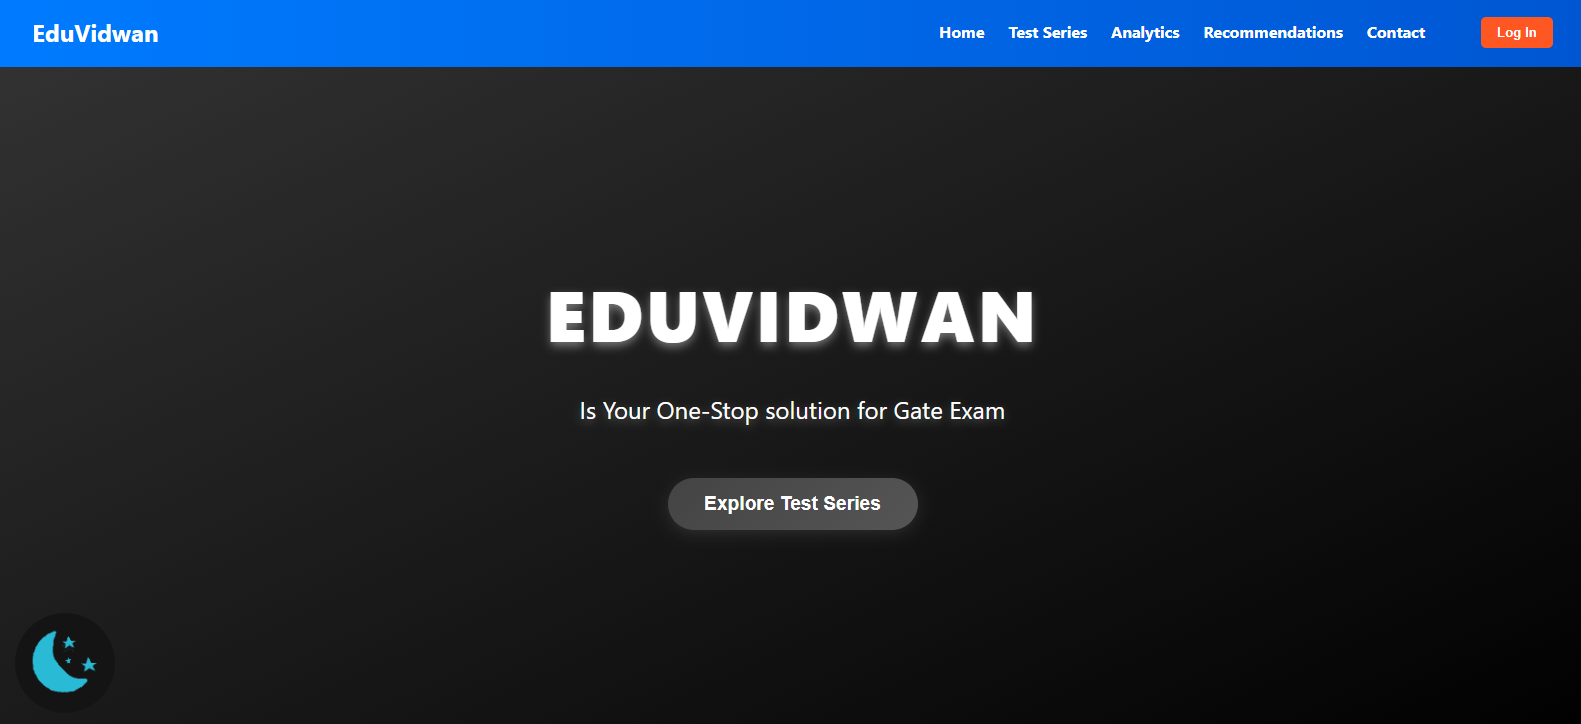 EduVidwan
Home Test Series Analytics Recommendations Contact Log In
EDUVIDWAN
Is Your One-Stop solution for Gate Exam
Explore Test Series